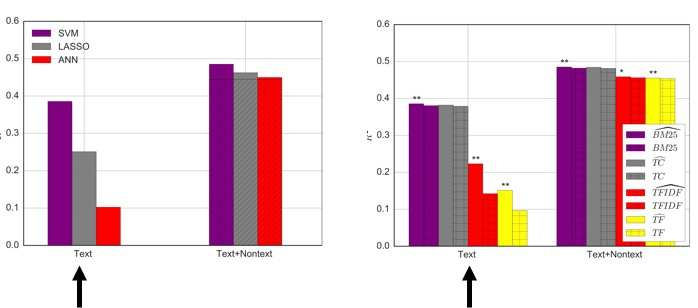 0.6
0.5
0.4
0.3
0.2
0.1
0.0
SVM
LASSO
ANN
Text
Text+Nontext
0.6
0.5
0.4
0.3
0.2
0.1
0.0
**
**
**
**
*
**
BM25
BM25
TC
TC
TFIDF
TFIDF
TF
TF
Text
Text+Nontext